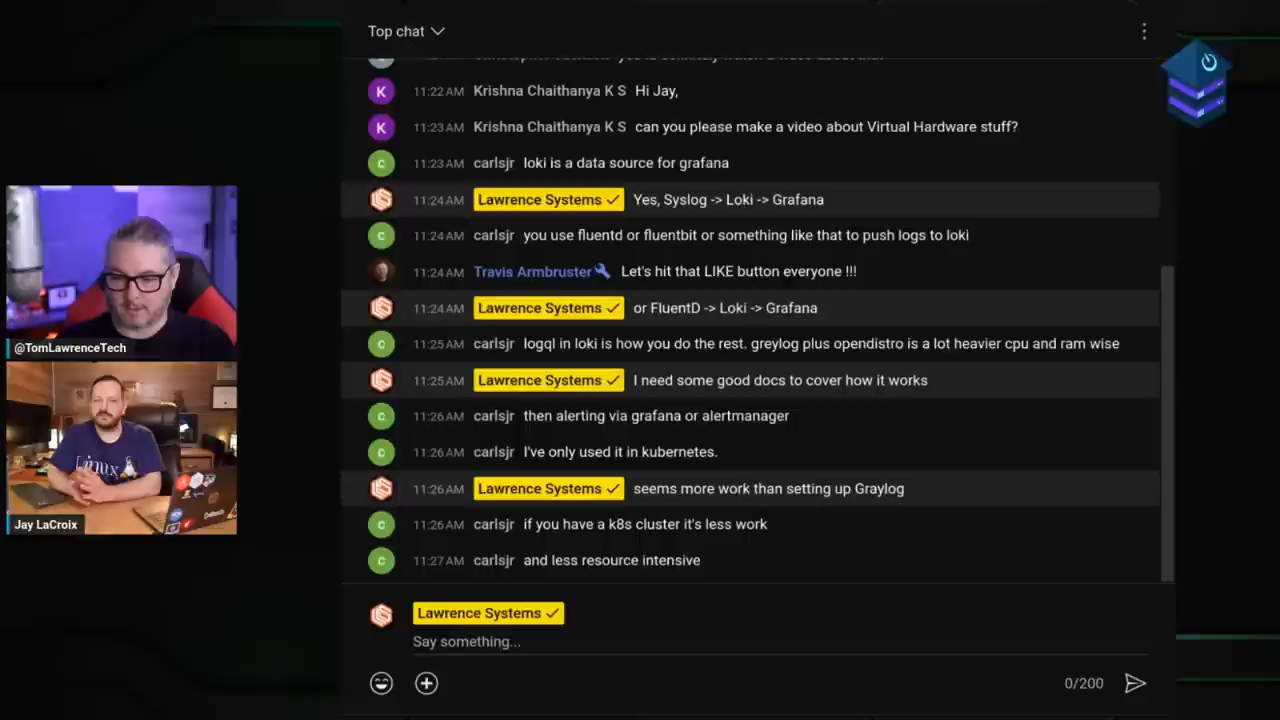 Top chat
11:22 AM Krishna Chaithanya K S Hi Jay,
11:23 AM Krishna Chaithanya K S can you please make a video about Virtual Hardware stuff?
11:23 AM carlsjr loki is a data source for grafana
11:24 AM Lawrence Systems Yes, Syslog -> Loki -> Grafana
11:24 AM carlsjr you use fluentd or fluentbit or something like that to push logs to loki
11:24 AM Travis Armbruster Let's hit that LIKE button everyone !!!
11:24 AM Lawrence Systems or FluentD -> Loki -> Grafana
11:25 AM carlsjr logql in loki is how you do the rest. greylog plus opendistro is a lot heavier cpu and ram wise
11:25 AM Lawrence Systems I need some good docs to cover how it works
11:26 AM carlsjr then alerting via grafana or alertmanager
11:26 AM carlsjr I've only used it in kubernetes.
11:26 AM Lawrence Systems seems more work than setting up Graylog
11:26 AM carlsjr if you have a k8s cluster it's less work
11:27 AM carlsjr and less resource intensive
Lawrence Systems
Say something...
0/200
@TomLawrenceTech
Linux
Jay LaCroix